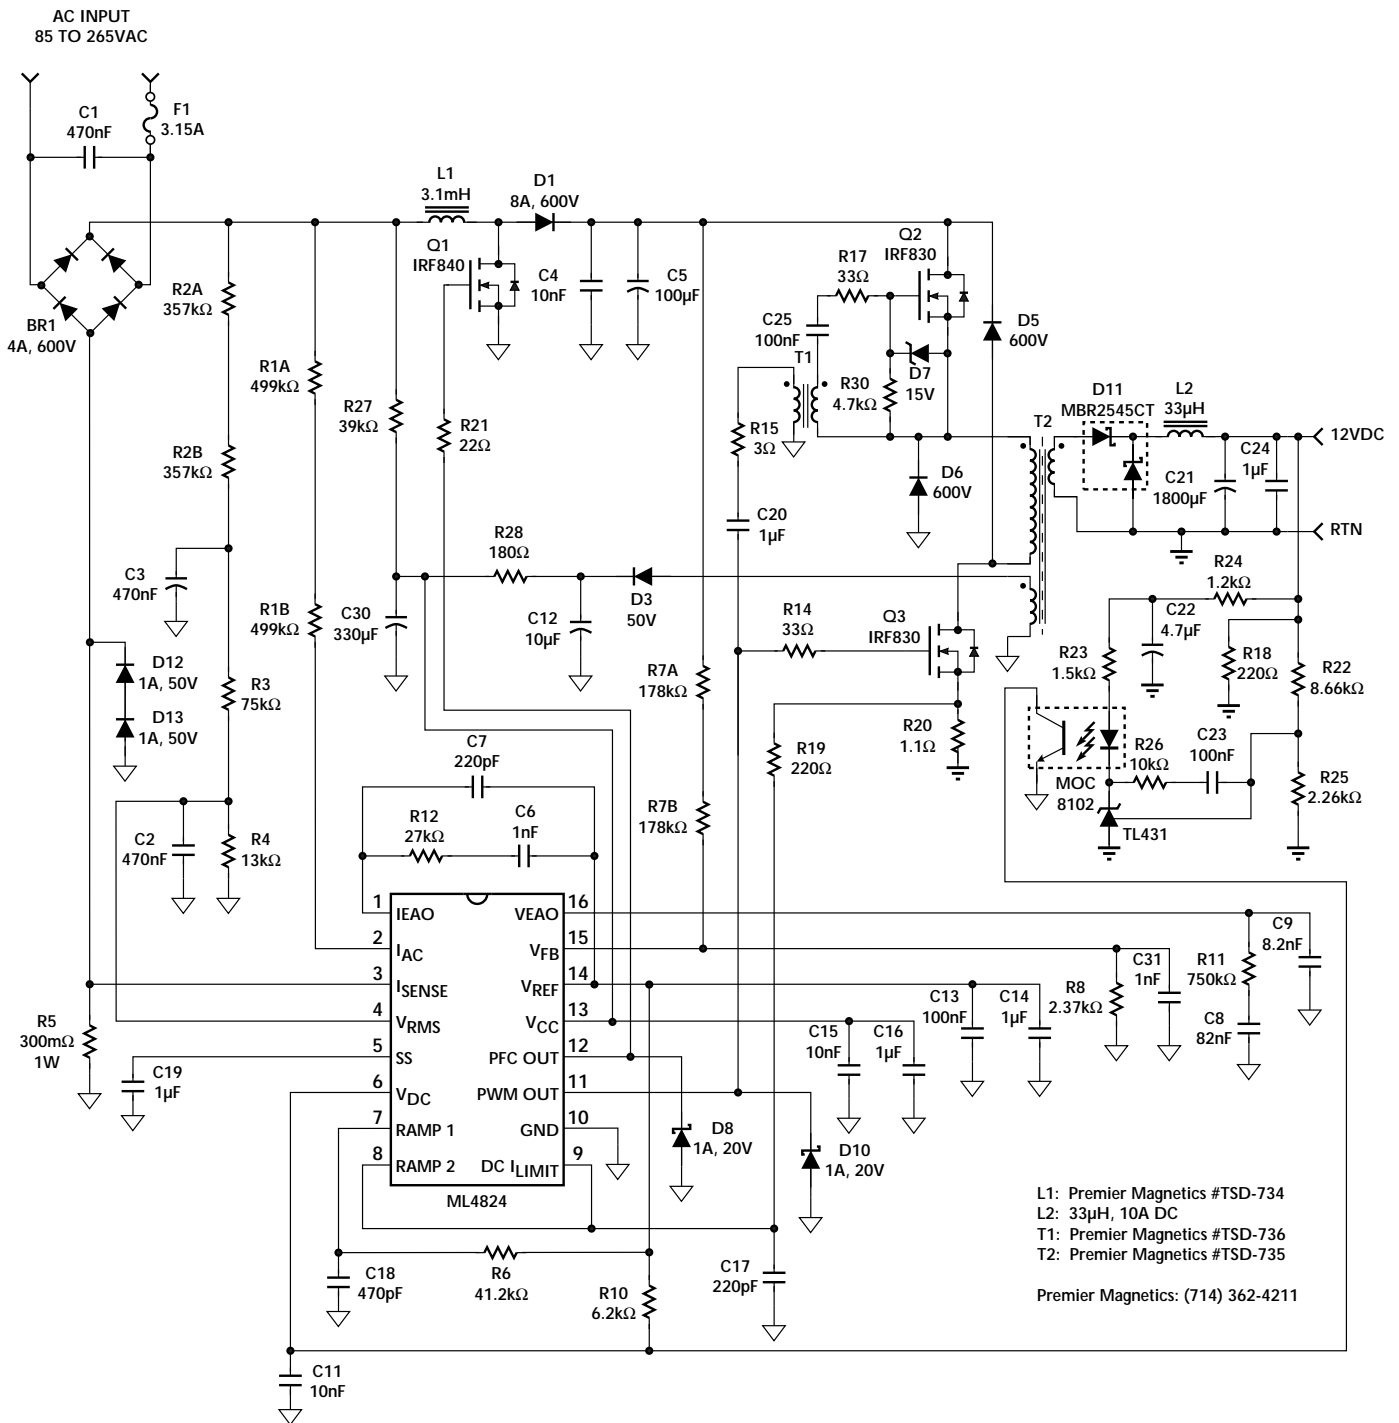 AC INPUT
85 TO 265VAC
C1
470nF
F1
3.15A
L1
3.1mH
D1
8A, 600V
Q1
IRF840
C4
10nF
C5
100µF
R17
33Ω
Q2
IRF830
C25
100nF
T1
D7
15V
R30
4.7kΩ
D5
600V
BR1
4A, 600V
R2A
357kΩ
R1A
499kΩ
R27
39kΩ
R21
22Ω
R15
3Ω
D6
600V
T2
D11
MBR2545CT
L2
33µH
12VDC
C21
1800µF
C24
1µF
RTN
R2B
357kΩ
C20
1µF
R28
180Ω
D3
50V
C12
10µF
C30
330µF
C3
470nF
R1B
499kΩ
R14
33Ω
Q3
IRF830
R24
1.2kΩ
C22
4.7µF
R23
1.5kΩ
R18
220Ω
R22
8.66kΩ
D12
1A, 50V
D13
1A, 50V
R3
75kΩ
R7A
178kΩ
R20
1.1Ω
R19
220Ω
C7
220pF
R26
10kΩ
C23
100nF
R25
2.26kΩ
MOC
8102
TL431
C2
470nF
R4
13kΩ
R12
27kΩ
C6
1nF
R7B
178kΩ
1
IEAO
2
IAC
3
ISENSE
4
VRMS
5
SS
6
VDC
7
RAMP 1
8
RAMP 2
16
VEAO
15
VFB
14
VREF
13
VCC
12
PFC OUT
11
PWM OUT
10
GND
9
DC ILIMIT
ML4824
R5
300mΩ
1W
C19
1µF
C9
8.2nF
R11
750kΩ
C8
82nF
C31
1nF
R8
2.37kΩ
C13
100nF
C14
1µF
C15
10nF
C16
1µF
D8
1A, 20V
D10
1A, 20V
C18
470pF
R6
41.2kΩ
R10
6.2kΩ
C17
220pF
C11
10nF
L1: Premier Magnetics #TSD-734
L2: 33µH, 10A DC
T1: Premier Magnetics #TSD-736
T2: Premier Magnetics #TSD-735
Premier Magnetics: (714) 362-4211